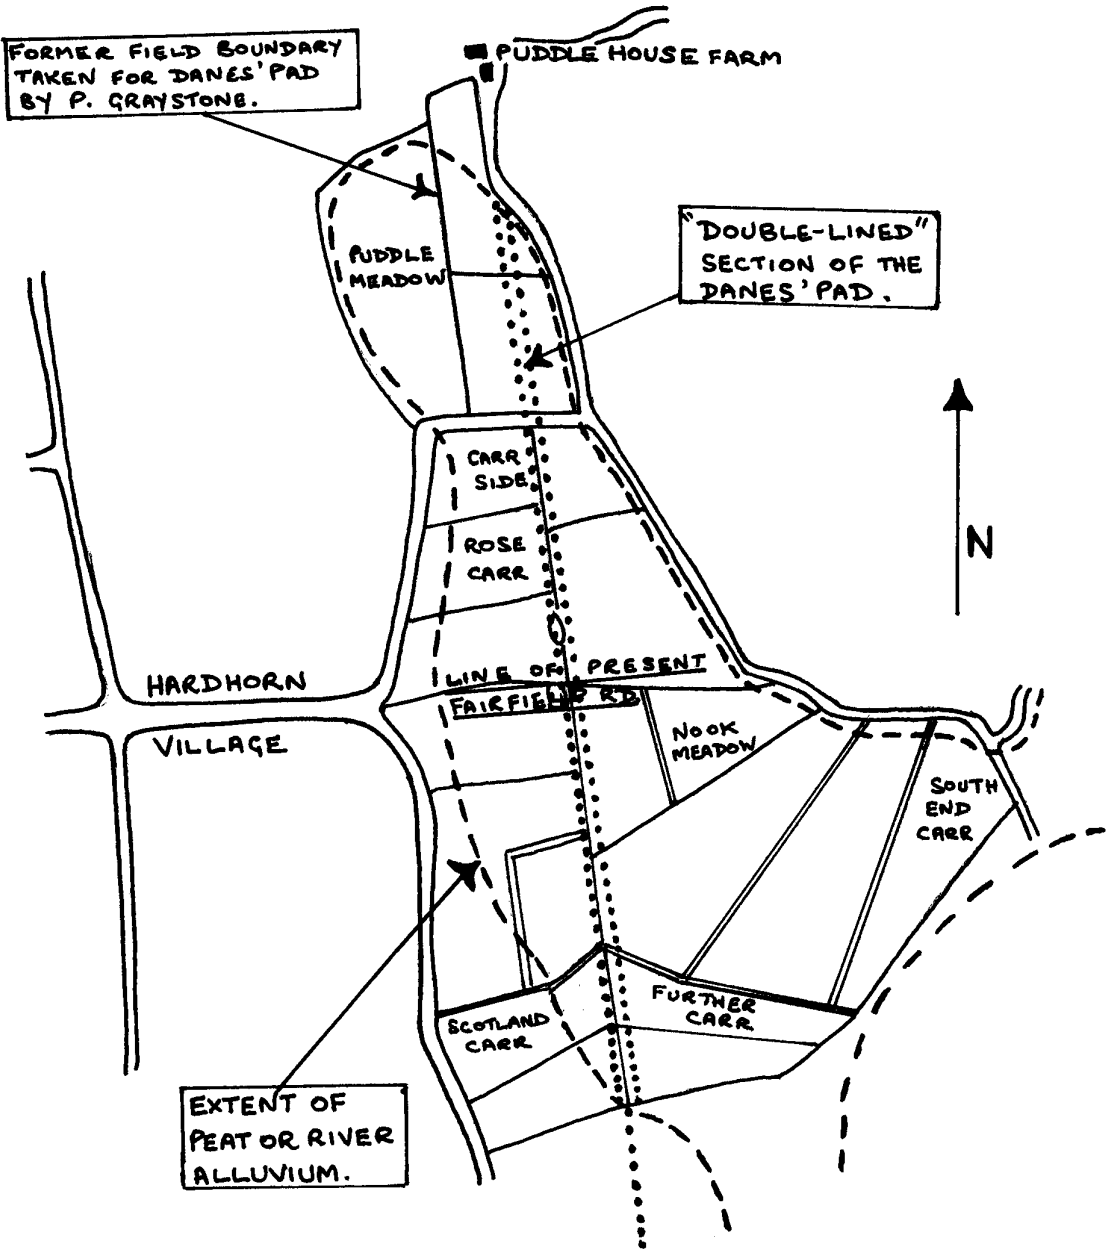 FORMER FIELD BOUNDARY
TAKEN FOR DANES' PAD
BY P. GRAYSTONE.
PUDDLE HOUSE FARM
"DOUBLE-LINED"
SECTION OF THE
DANES' PAD.
PUDDLE
MEADOW
CARR
SIDE
ROSE
CARR
N
HARDHORN
VILLAGE
LINE OF PRESENT
FAIRFIELD RD
NOOK
MEADOW
SOUTH
END
CARR
FURTHER
CARR
SCOTLAND
CARR
EXTENT OF
PEAT OR RIVER
ALLUVIUM.